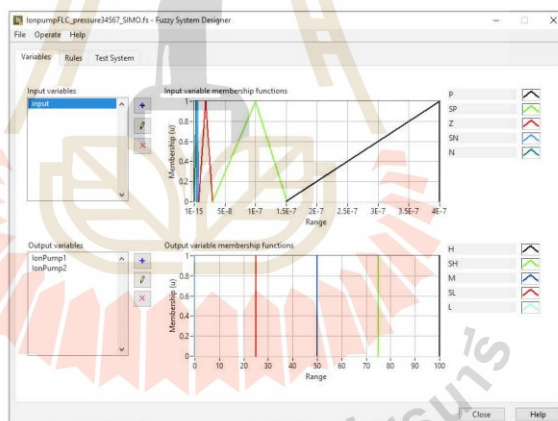 IonpumpFLC_pressure34567_SIMO.fs - Fuzzy System Designer
File Operate Help
Variables Rules Test System
Input variables
Input
Input variable membership functions
Membership (u)
1
0.8
0.6
0.4
0.2
0
1E-15 5E-8 1E-7 1.5E-7 2E-7 2.5E-7 3E-7 3.5E-7 4E-7
Range
P
SP
Z
SN
N
Output variables
IonPump1
IonPump2
Output variable membership functions
Membership (u)
1
0.8
0.6
0.4
0.2
0
0 10 20 30 40 50 60 70 80 90 100
Range
H
SH
M
SL
L
Close Help